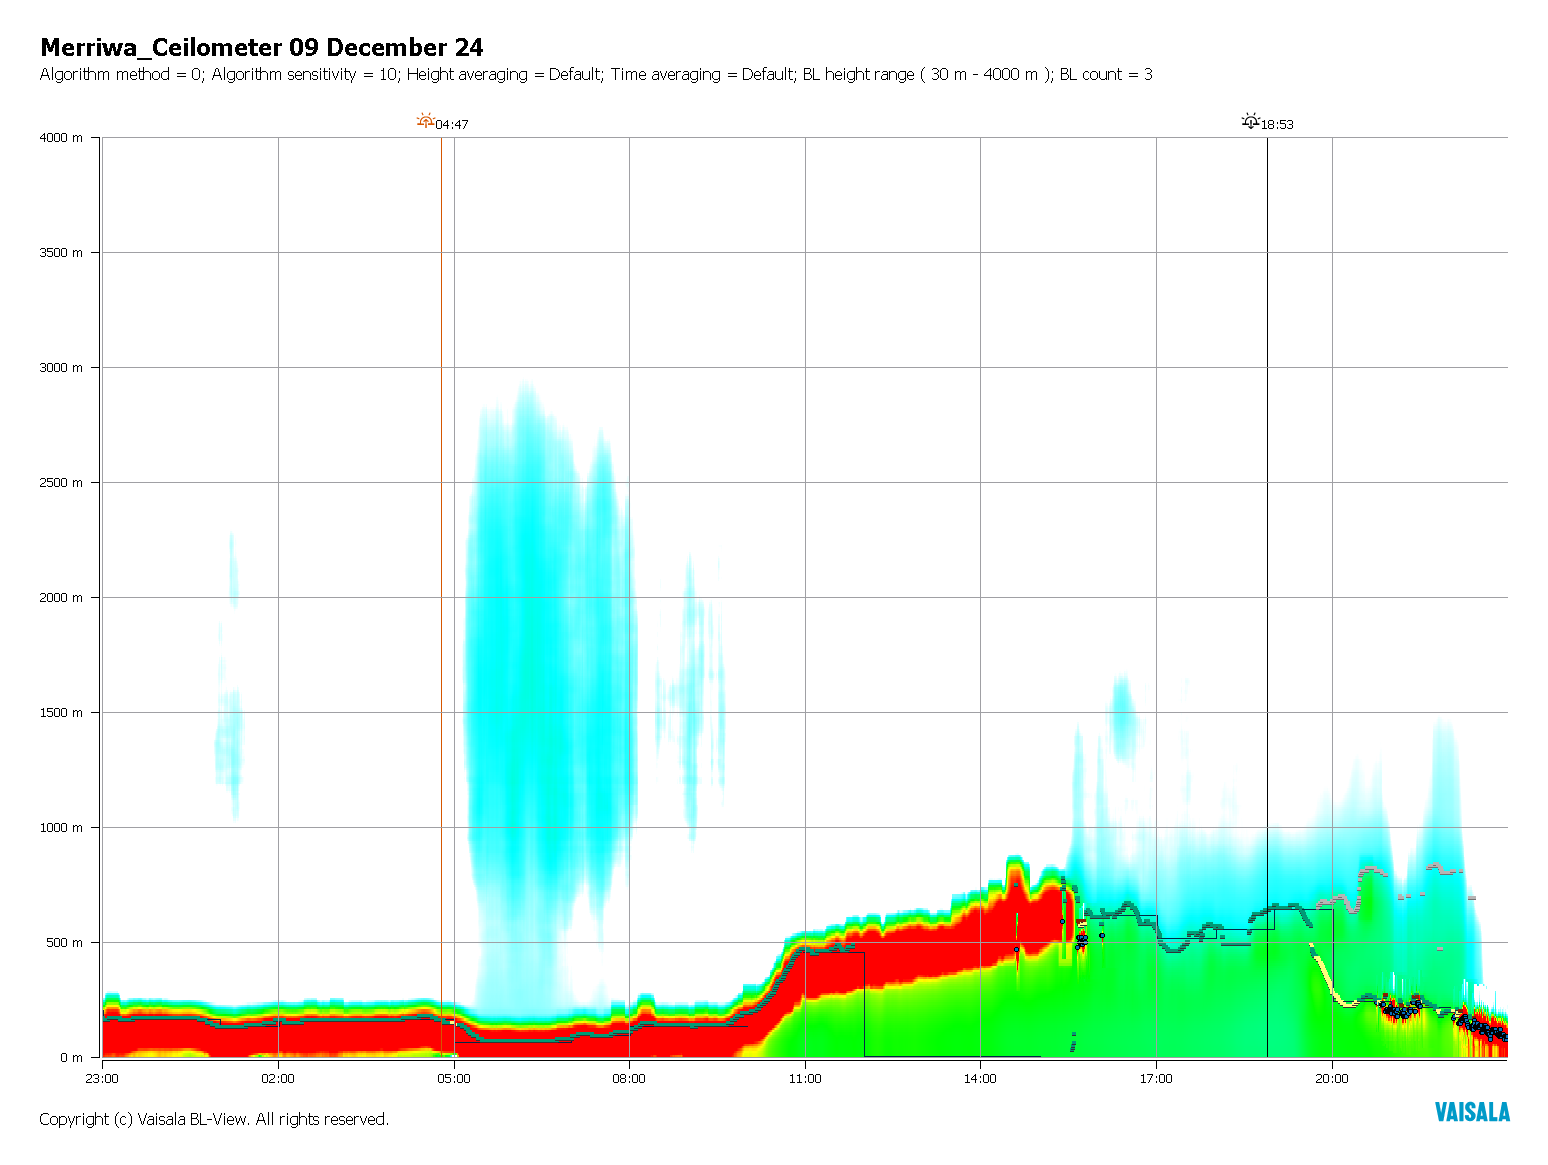 Merriwa_Ceilometer 09 December 24
Algorithm method = 0; Algorithm sensitivity = 10; Height averaging = Default; Time averaging = Default; BL height range ( 30 m - 4000 m ); BL count = 3
04:47
18:53
4000 m
3500 m
3000 m
2500 m
2000 m
1500 m
1000 m
500 m
0 m
23:00 02:00 05:00 08:00 11:00 14:00 17:00 20:00
Copyright (c) Vaisala BL-View. All rights reserved.
VAISALA